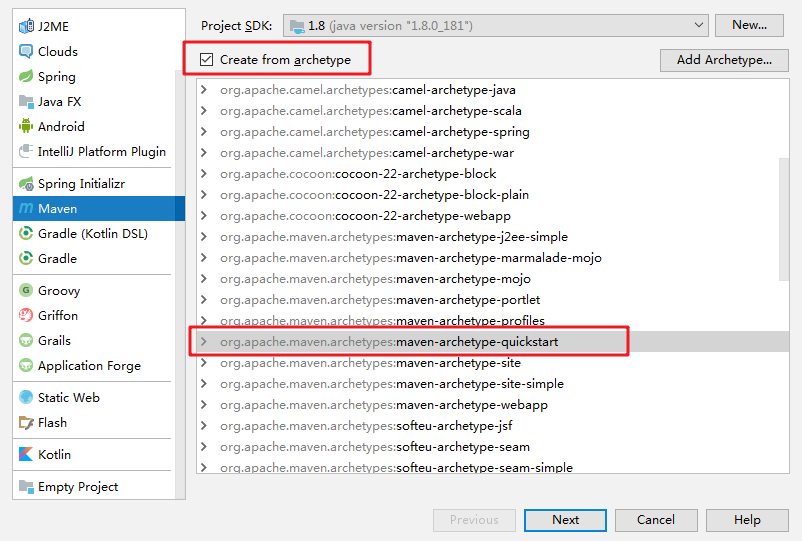 J2ME
Clouds
Spring
Java FX
Android
IntelliJ Platform Plugin
Spring Initializr
Maven
Gradle (Kotlin DSL)
Gradle
Groovy
Griffon
Grails
Application Forge
Static Web
Flash
Kotlin
Empty Project
Project SDK: 1.8 (java version "1.8.0_181") New...
Create from archetype Add Archetype...
org.apache.camel.archetypes:camel-archetype-java
org.apache.camel.archetypes:camel-archetype-scala
org.apache.camel.archetypes:camel-archetype-spring
org.apache.camel.archetypes:camel-archetype-war
org.apache.cocoon:cocoon-22-archetype-block
org.apache.cocoon:cocoon-22-archetype-block-plain
org.apache.cocoon:cocoon-22-archetype-webapp
org.apache.maven.archetypes:maven-archetype-j2ee-simple
org.apache.maven.archetypes:maven-archetype-marmalade-mojo
org.apache.maven.archetypes:maven-archetype-mojo
org.apache.maven.archetypes:maven-archetype-portlet
org.apache.maven.archetypes:maven-archetype-profiles
org.apache.maven.archetypes:maven-archetype-quickstart
org.apache.maven.archetypes:maven-archetype-site
org.apache.maven.archetypes:maven-archetype-site-simple
org.apache.maven.archetypes:maven-archetype-webapp
org.apache.maven.archetypes:softeu-archetype-jsf
org.apache.maven.archetypes:softeu-archetype-seam
org.apache.maven.archetypes:softeu-archetype-seam-simple
Previous Next Cancel Help